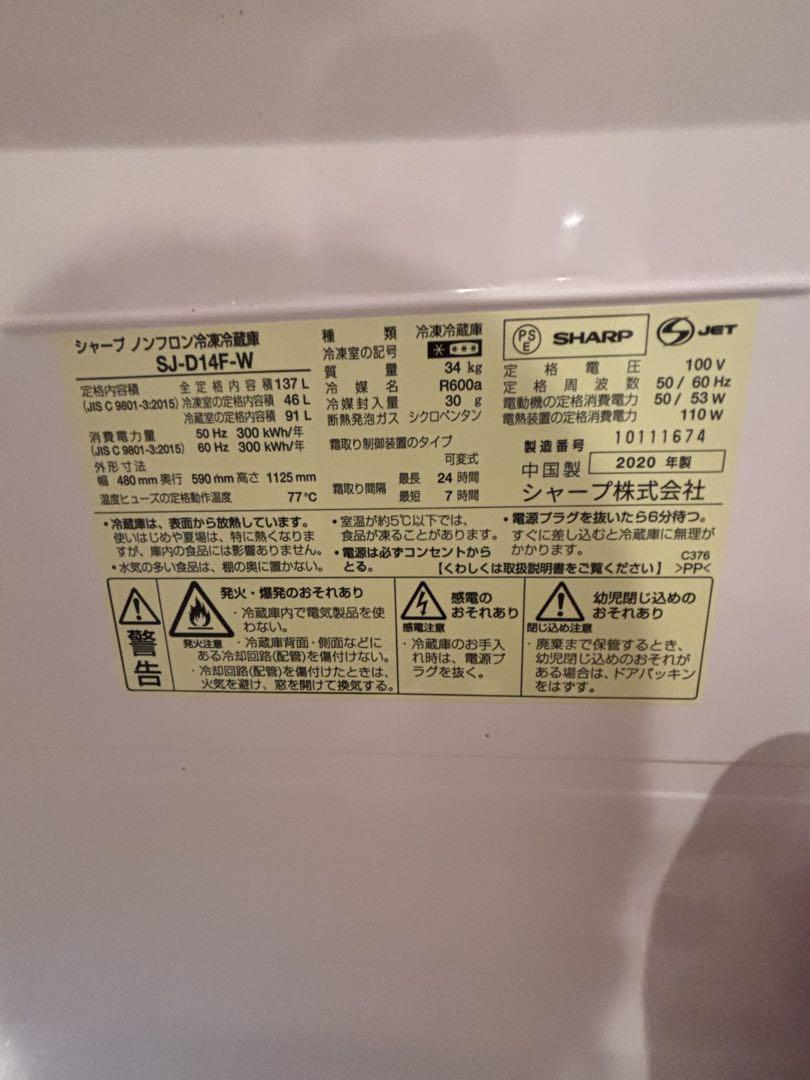 シャープ ノンフロン冷凍冷蔵庫
SJ-D14F-W
定格内容積 全定格内容積 137 L
(JIS C 9801-3:2015) 冷凍室の定格内容積 46 L
冷蔵室の定格内容積 91 L
消費電力量 50 Hz 300 kWh/年
(JIS C 9801-3:2015) 60 Hz 300 kWh/年
外形寸法
幅 480 mm 奥行 590 mm 高さ 1125 mm
温度ヒューズの定格動作温度 77℃
種類 冷凍冷蔵庫
冷凍室の記号 * ***
質量 34 kg
冷媒名 R600a
冷媒封入量 30 g
断熱発泡ガス シクロペンタン
霜取り制御装置のタイプ
可変式
霜取り間隔 最長 24 時間
最短 7 時間
PS
E
SHARP
S JET
定格電圧 100 V
定格周波数 50 / 60 Hz
電動機の定格消費電力 50 / 53 W
電熱装置の定格消費電力 110 W
製造番号 10111674
中国製 2020 年製
シャープ株式会社
・冷蔵庫は、表面から放熱しています。
使いはじめや夏場は、特に熱くなりま
すが、庫内の食品には影響ありません。
・水気の多い食品は、棚の奥に置かない。
・室温が約5℃以下では、
食品が凍ることがあります。
・電源は必ずコンセントから
とる。
・電源プラグを抜いたら6分待つ。
すぐに差し込むと冷蔵庫に無理が
かかります。
C376
【くわしくは取扱説明書をご覧ください】 >PP<
警告
発火・爆発のおそれあり
発火注意
・冷蔵庫内で電気製品を使
わない。
・冷蔵庫背面・側面などに
ある冷却回路(配管)を傷付けない。
・冷却回路(配管)を傷付けたときは、
火気を避け、窓を開けて換気する。
感電の
おそれあり
感電注意
・冷蔵庫のお手入
れ時は、電源プ
ラグを抜く。
幼児閉じ込めの
おそれあり
閉じ込め注意
・廃棄まで保管するとき、
幼児閉じ込めのおそれが
ある場合は、ドアパッキン
をはずす。